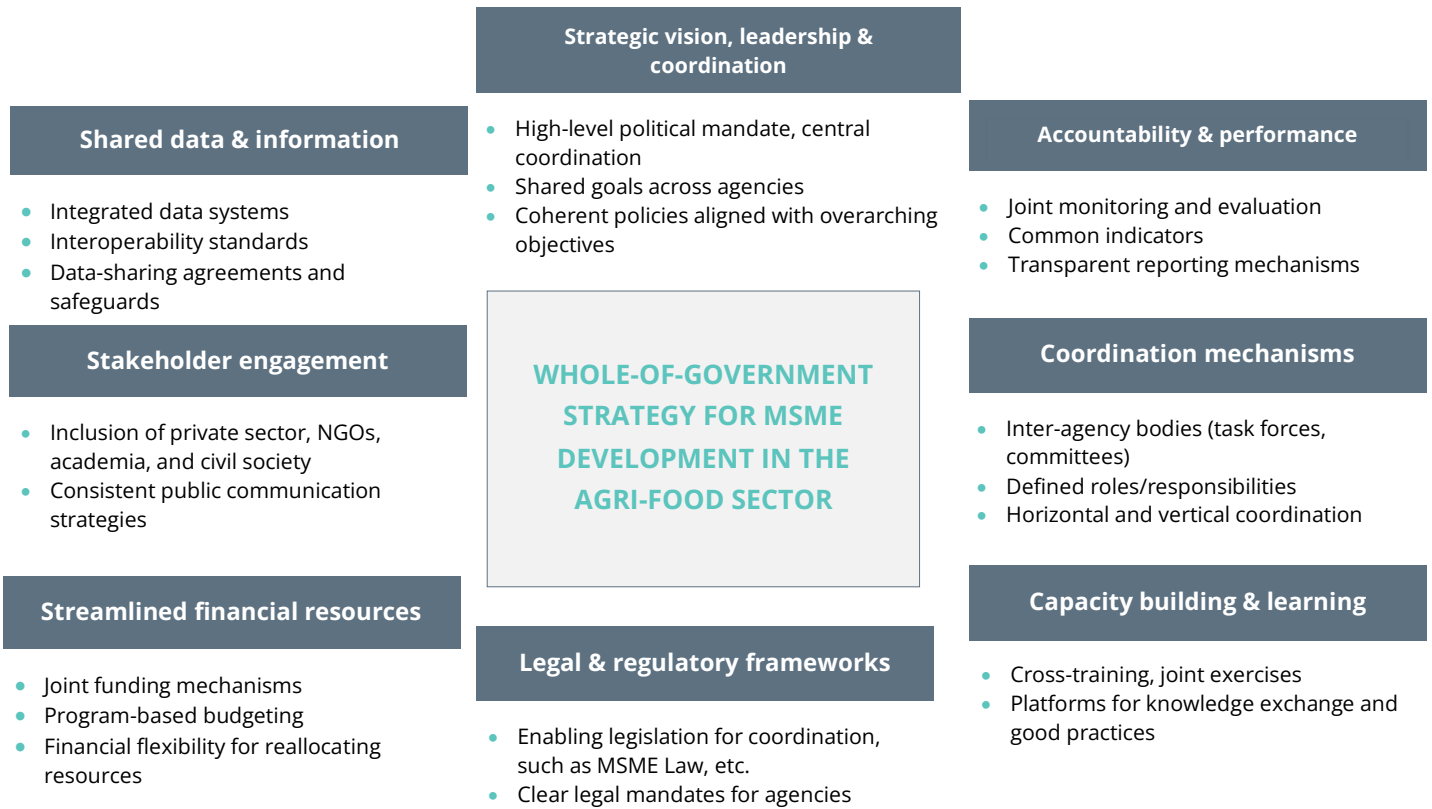 Strategic vision, leadership &
coordination
• High-level political mandate, central
coordination
• Shared goals across agencies
• Coherent policies aligned with overarching
objectives
Shared data & information
• Integrated data systems
• Interoperability standards
• Data-sharing agreements and
safeguards
Accountability & performance
• Joint monitoring and evaluation
• Common indicators
• Transparent reporting mechanisms
Stakeholder engagement
• Inclusion of private sector, NGOs,
academia, and civil society
• Consistent public communication
strategies
WHOLE-OF-GOVERNMENT
STRATEGY FOR MSME
DEVELOPMENT IN THE
AGRI-FOOD SECTOR
Coordination mechanisms
• Inter-agency bodies (task forces,
committees)
• Defined roles/responsibilities
• Horizontal and vertical coordination
Streamlined financial resources
• Joint funding mechanisms
• Program-based budgeting
• Financial flexibility for reallocating
resources
Legal & regulatory frameworks
• Enabling legislation for coordination,
such as MSME Law, etc.
• Clear legal mandates for agencies
Capacity building & learning
• Cross-training, joint exercises
• Platforms for knowledge exchange and
good practices